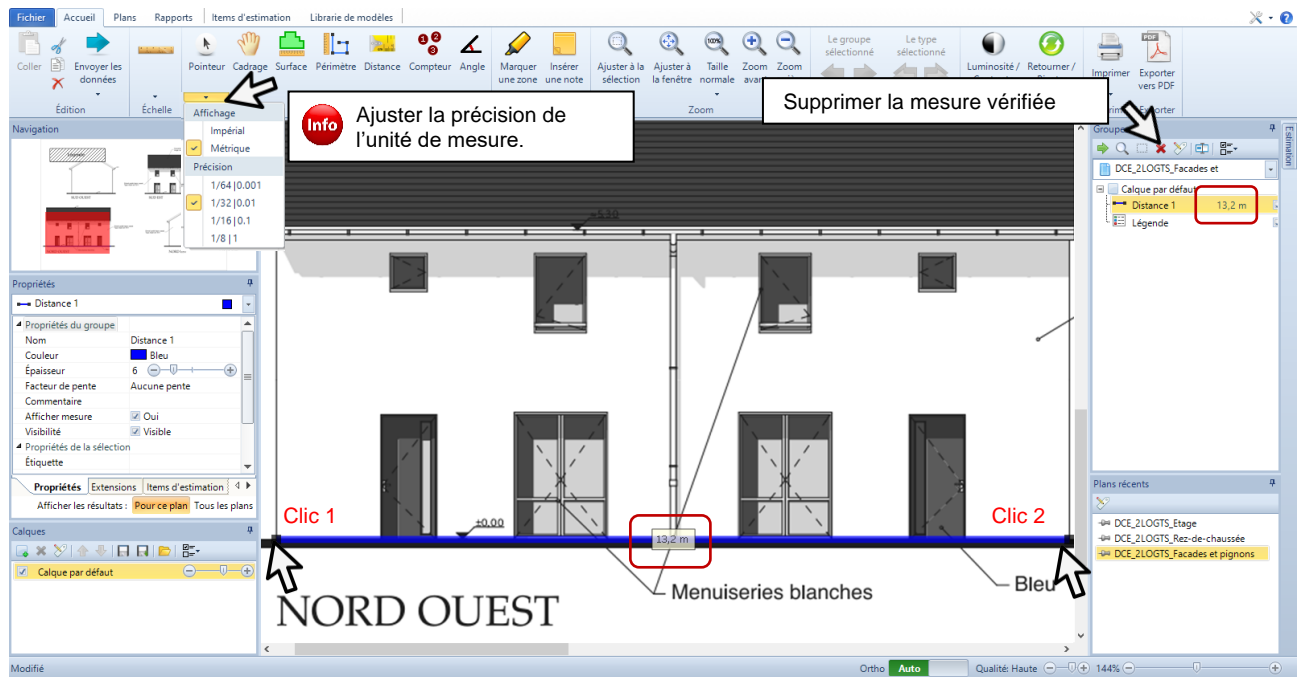 Fichier Accueil Plans Rapports Items d'estimation Librairie de modèles
Coller Envoyer les données
Pointeur Cadrage Surface Périmètre Distance Compteur Angle
Marquer une zone Insérer une note
Ajuster à la sélection Ajuster à la fenêtre Taille normale Zoom Zoom
Le groupe sélectionné Le type sélectionné
Luminosité / Retourner /
Imprimer Exporter vers PDF
Édition Échelle Zoom
Affichage
Impérial
Métrique
Précision
1/64|0.001
1/32|0.01
1/16|0.1
1/8|1
Info
Ajuster la précision de
l'unité de mesure.
Supprimer la mesure vérifiée
Navigation
Propriétés
Distance 1
Propriétés du groupe
Nom Distance 1
Couleur Bleu
Épaisseur 6
Facteur de pente Aucune pente
Commentaire
Afficher mesure Oui
Visibilité Visible
Propriétés de la sélection
Étiquette
Propriétés Extensions Items d'estimation
Afficher les résultats : Pour ce plan Tous les plans
Calques
Calque par défaut
+5,30
±0,00
Clic 1
Clic 2
13,2 m
Menuiseries blanches
Bleu
NORD OUEST
Groupe
Estimation
DCE_2LOGTS_Facades et
Calque par défaut
Distance 1 13,2 m
Légende
Plans récents
DCE_2LOGTS_Etage
DCE_2LOGTS_Rez-de-chaussée
DCE_2LOGTS_Facades et pignons
Modifié
Ortho Auto Qualité: Haute 144%